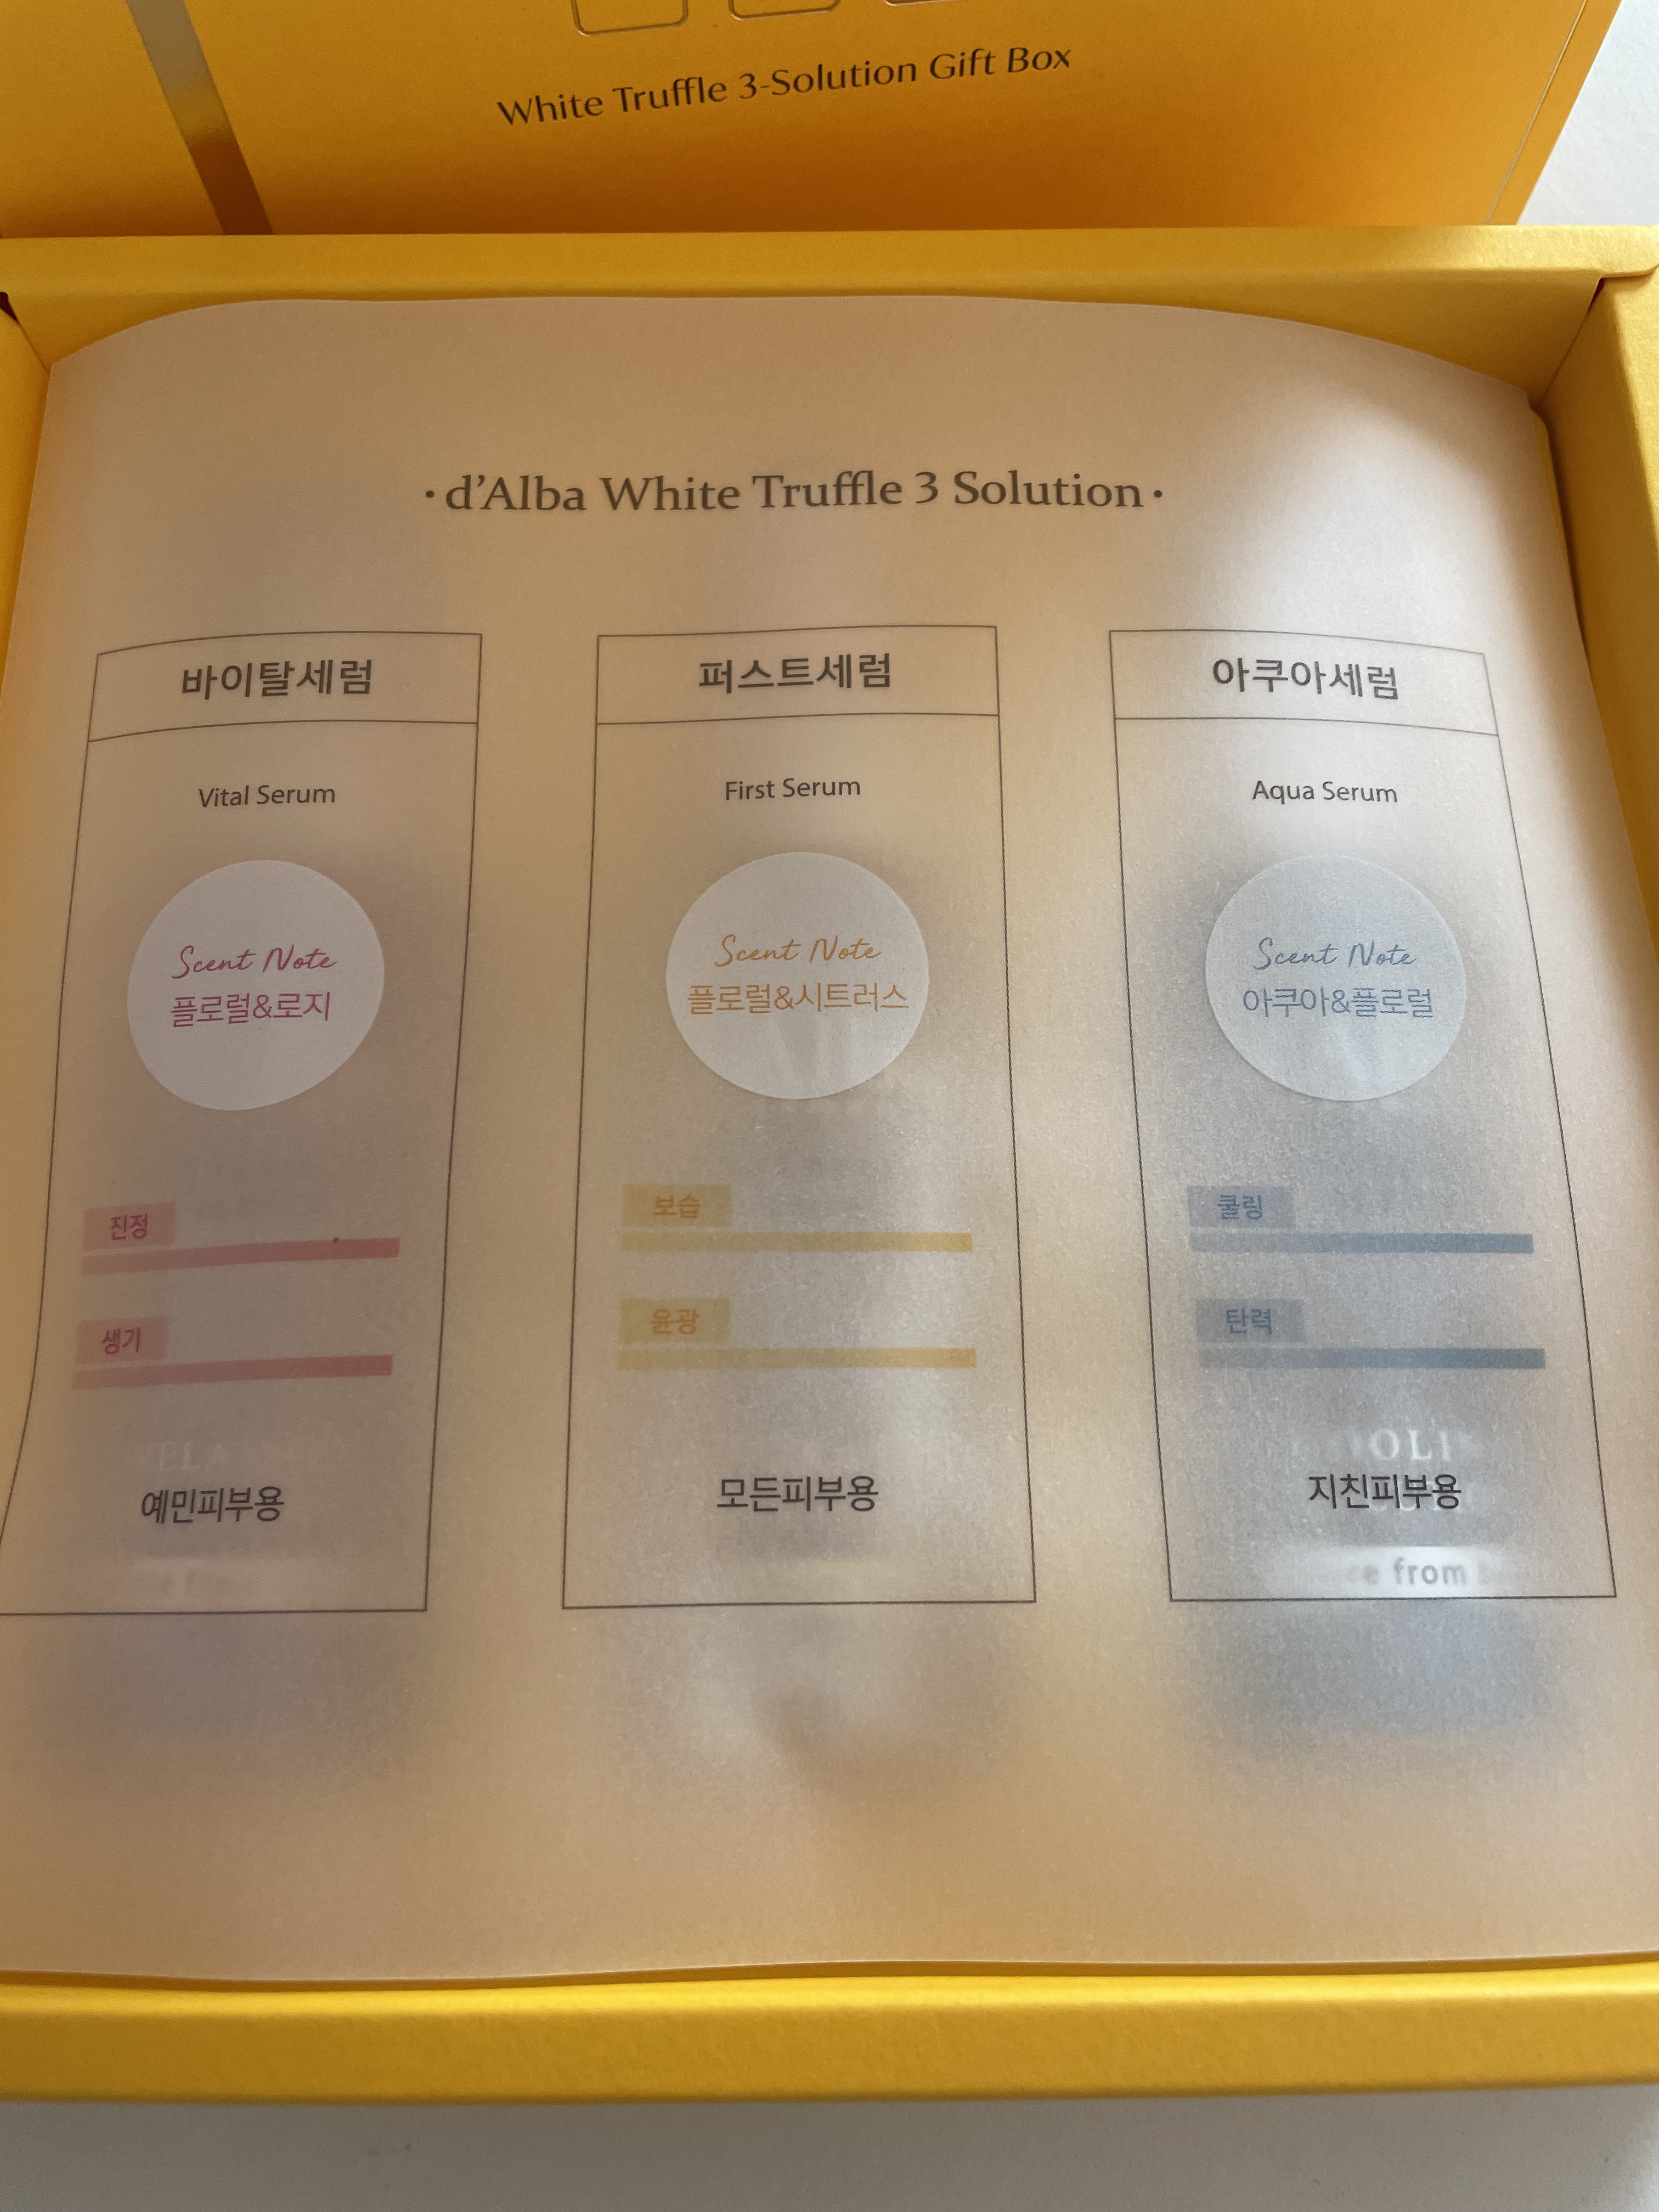 White Truffle 3-Solution Gift Box
·d'Alba White Truffle 3 Solution·
바이탈세럼
Vital Serum
Scent Note
플로럴&로지
진정
생기
예민피부용
퍼스트세럼
First Serum
Scent Note
플로럴&시트러스
보습
윤광
모든피부용
아쿠아세럼
Aqua Serum
Scent Note
아쿠아&플로럴
쿨링
탄력
지친피부용
from